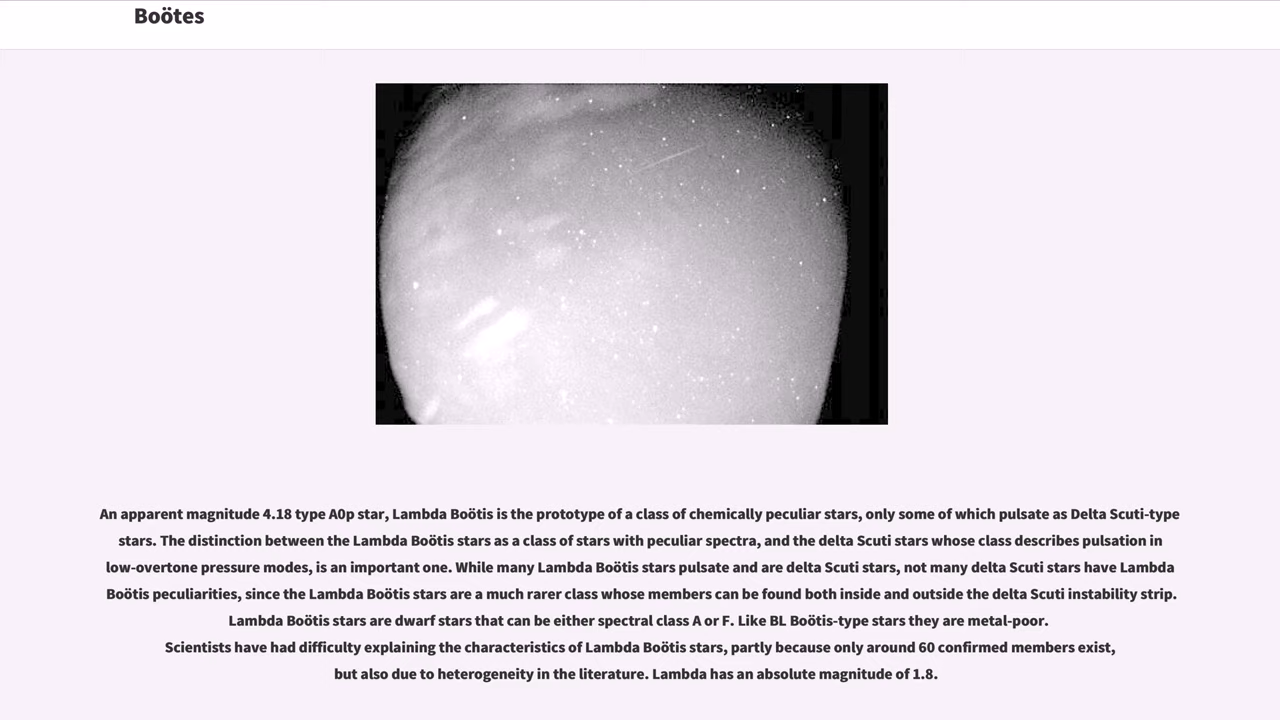 Boötes
An apparent magnitude 4.18 type A0p star, Lambda Boötis is the prototype of a class of chemically peculiar stars, only some of which pulsate as Delta Scuti-type
stars. The distinction between the Lambda Boötis stars as a class of stars with peculiar spectra, and the delta Scuti stars whose class describes pulsation in
low-overtone pressure modes, is an important one. While many Lambda Boötis stars pulsate and are delta Scuti stars, not many delta Scuti stars have Lambda
Boötis peculiarities, since the Lambda Boötis stars are a much rarer class whose members can be found both inside and outside the delta Scuti instability strip.
Lambda Boötis stars are dwarf stars that can be either spectral class A or F. Like BL Boötis-type stars they are metal-poor.
Scientists have had difficulty explaining the characteristics of Lambda Boötis stars, partly because only around 60 confirmed members exist,
but also due to heterogeneity in the literature. Lambda has an absolute magnitude of 1.8.